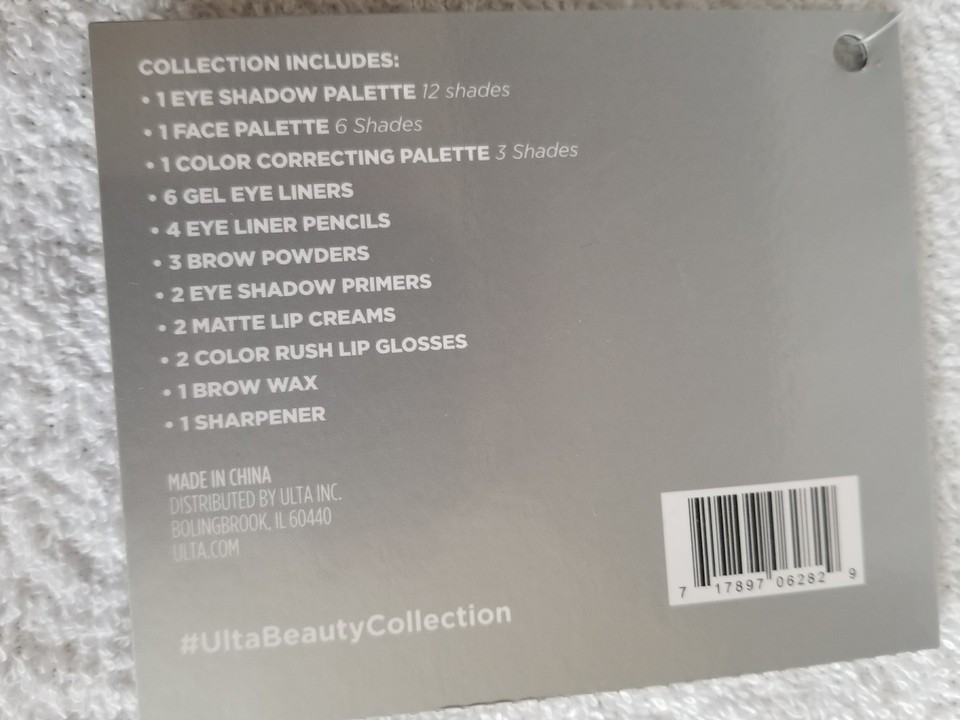 COLLECTION INCLUDES:
• 1 EYE SHADOW PALETTE 12 shades
• 1 FACE PALETTE 6 Shades
• 1 COLOR CORRECTING PALETTE 3 Shades
• 6 GEL EYE LINERS
• 4 EYE LINER PENCILS
• 3 BROW POWDERS
• 2 EYE SHADOW PRIMERS
• 2 MATTE LIP CREAMS
• 2 COLOR RUSH LIP GLOSSES
• 1 BROW WAX
• 1 SHARPENER
MADE IN CHINA
DISTRIBUTED BY ULTA INC.
BOLINGBROOK, IL 60440
ULTA.COM
7 17897 06282 9
#UltaBeautyCollection